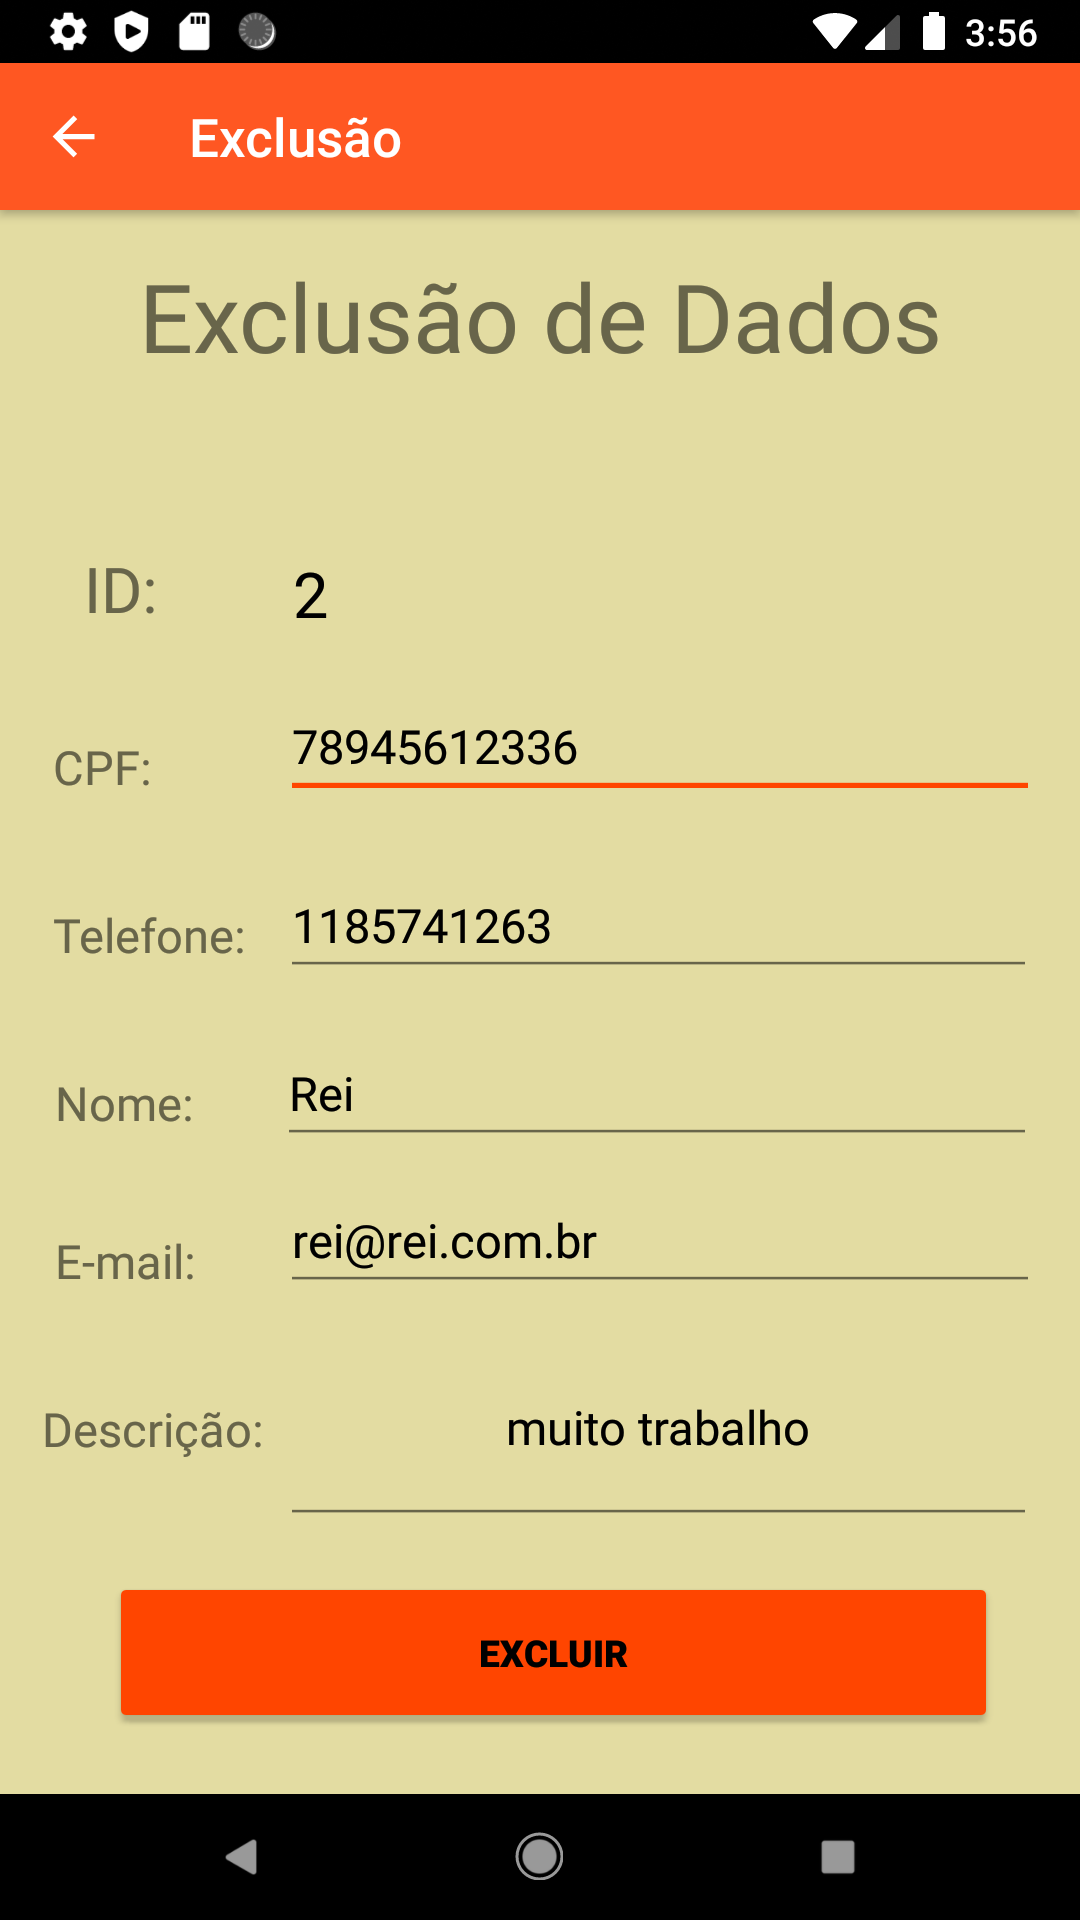 3:56
Exclusão
Exclusão de Dados
ID: 2
CPF: 78945612336
Telefone: 1185741263
Nome: Rei
E-mail: rei@rei.com.br
Descrição: muito trabalho
EXCLUIR